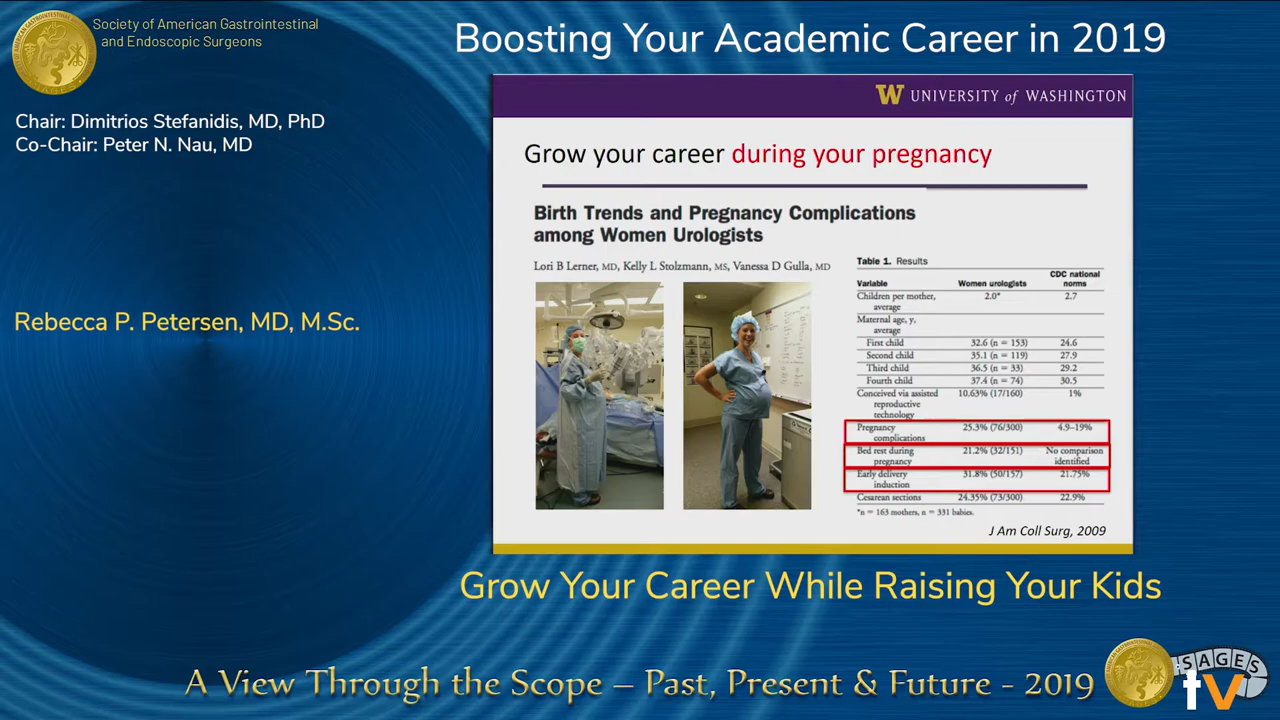 Society of American Gastrointestinal
and Endoscopic Surgeons
Boosting Your Academic Career in 2019
Chair: Dimitrios Stefanidis, MD, PhD
Co-Chair: Peter N. Nau, MD
Rebecca P. Petersen, MD, M.Sc.
W UNIVERSITY of WASHINGTON
Grow your career during your pregnancy
Birth Trends and Pregnancy Complications
among Women Urologists
Lori B Lerner, MD, Kelly L Stolzmann, MS, Vanessa D Gulla, MD
Table 1. Results
CDC national
Variable Women urologists norms
Children per mother, 2.0* 2.7
average
Maternal age, y,
average
First child 32.6 (n = 153) 24.6
Second child 35.1 (n = 119) 27.9
Third child 36.5 (n = 33) 29.2
Fourth child 37.4 (n = 74) 30.5
Conceived via assisted 10.63% (17/160) 1%
reproductive
technology
Pregnancy 25.3% (76/300) 4.9–19%
complications
Bed rest during 21.2% (32/151) No comparison
pregnancy identified
Early delivery 31.8% (50/157) 21.75%
induction
Cesarean sections 24.35% (73/300) 22.9%
*n = 163 mothers, n = 331 babies.
J Am Coll Surg, 2009
Grow Your Career While Raising Your Kids
A View Through the Scope – Past, Present & Future - 2019
SAGES
tv